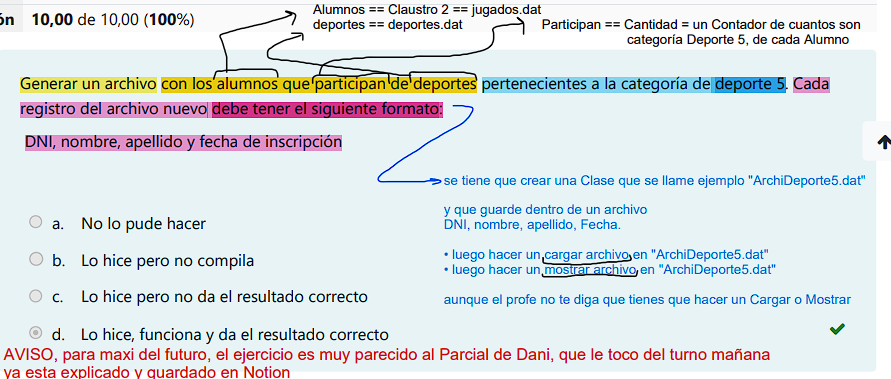 ón 10,00 de 10,00 (100%)
Alumnos == Claustro 2 == jugados.dat
deportes == deportes.dat
Participan == Cantidad = un Contador de cuantos son
categoría Deporte 5, de cada Alumno
Generar un archivo con los alumnos que participan de deportes pertenecientes a la categoría de deporte 5. Cada
registro del archivo nuevo debe tener el siguiente formato:
DNI, nombre, apellido y fecha de inscripción
se tiene que crear una Clase que se llame ejemplo "ArchiDeporte5.dat"
y que guarde dentro de un archivo
DNI, nombre, apellido, Fecha.
• luego hacer un cargar archivo en "ArchiDeporte5.dat"
• luego hacer un mostrar archivo en "ArchiDeporte5.dat"
aunque el profe no te diga que tienes que hacer un Cargar o Mostrar
a. No lo pude hacer
b. Lo hice pero no compila
c. Lo hice pero no da el resultado correcto
d. Lo hice, funciona y da el resultado correcto
AVISO, para maxi del futuro, el ejercicio es muy parecido al Parcial de Dani, que le toco del turno mañana
ya esta explicado y guardado en Notion